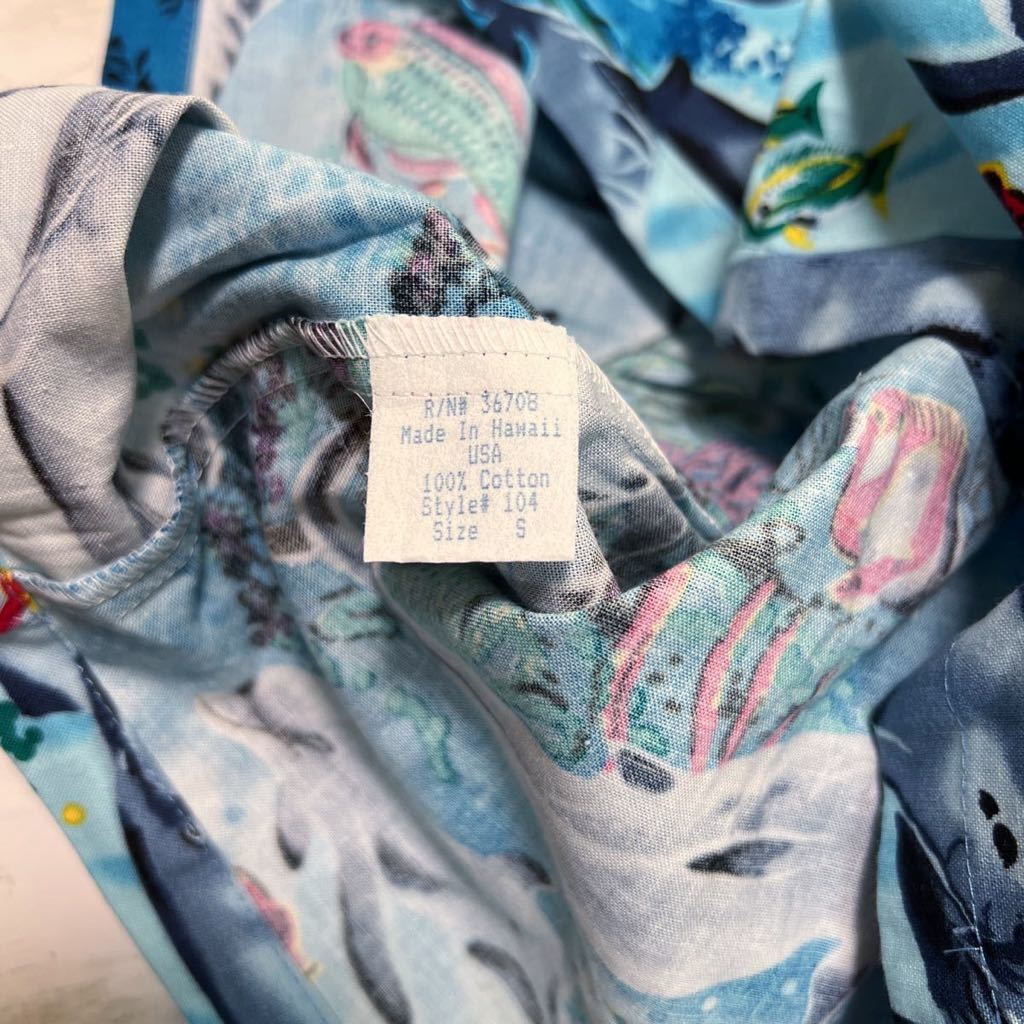 R/N# 36708
Made In Hawaii
USA
100% Cotton
Style# 104
Size S